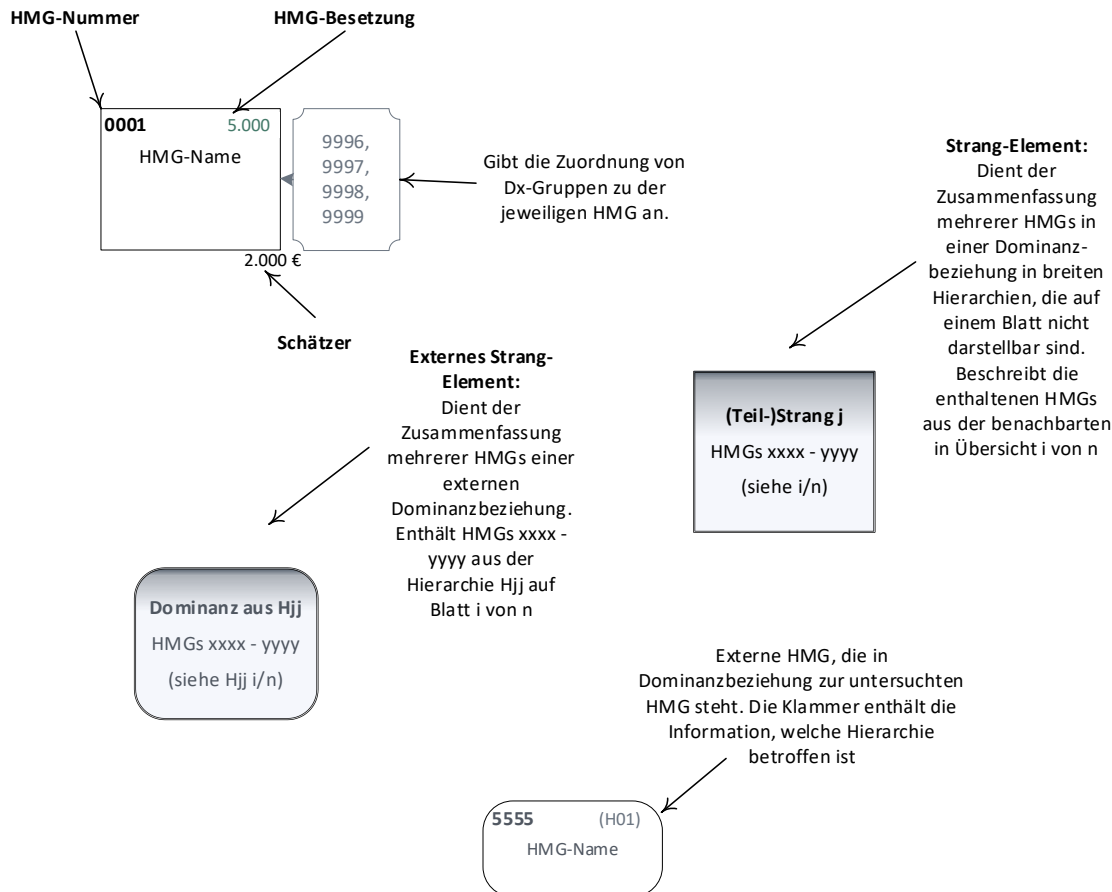 HMG-Nummer
HMG-Besetzung
0001
5.000
HMG-Name
9996,
9997,
9998,
9999
Gibt die Zuordnung von
Dx-Gruppen zu der
jeweiligen HMG an.
2.000 €
Schätzer
Strang-Element:
Dient der
Zusammenfassung
mehrerer HMGs in
einer Dominanz-
beziehung in breiten
Hierarchien, die auf
einem Blatt nicht
darstellbar sind.
Beschreibt die
enthaltenen HMGs
aus der benachbarten
in Übersicht i von n
Externes Strang-
Element:
Dient der
Zusammenfassung
mehrerer HMGs einer
externen
Dominanzbeziehung.
Enthält HMGs xxxx -
yyyy aus der
Hierarchie Hjj auf
Blatt i von n
(Teil-)Strang j
HMGs xxxx - yyyy
(siehe i/n)
Dominanz aus Hjj
HMGs xxxx - yyyy
(siehe Hjj i/n)
Externe HMG, die in
Dominanzbeziehung zur untersuchten
HMG steht. Die Klammer enthält die
Information, welche Hierarchie
betroffen ist
5555
(H01)
HMG-Name